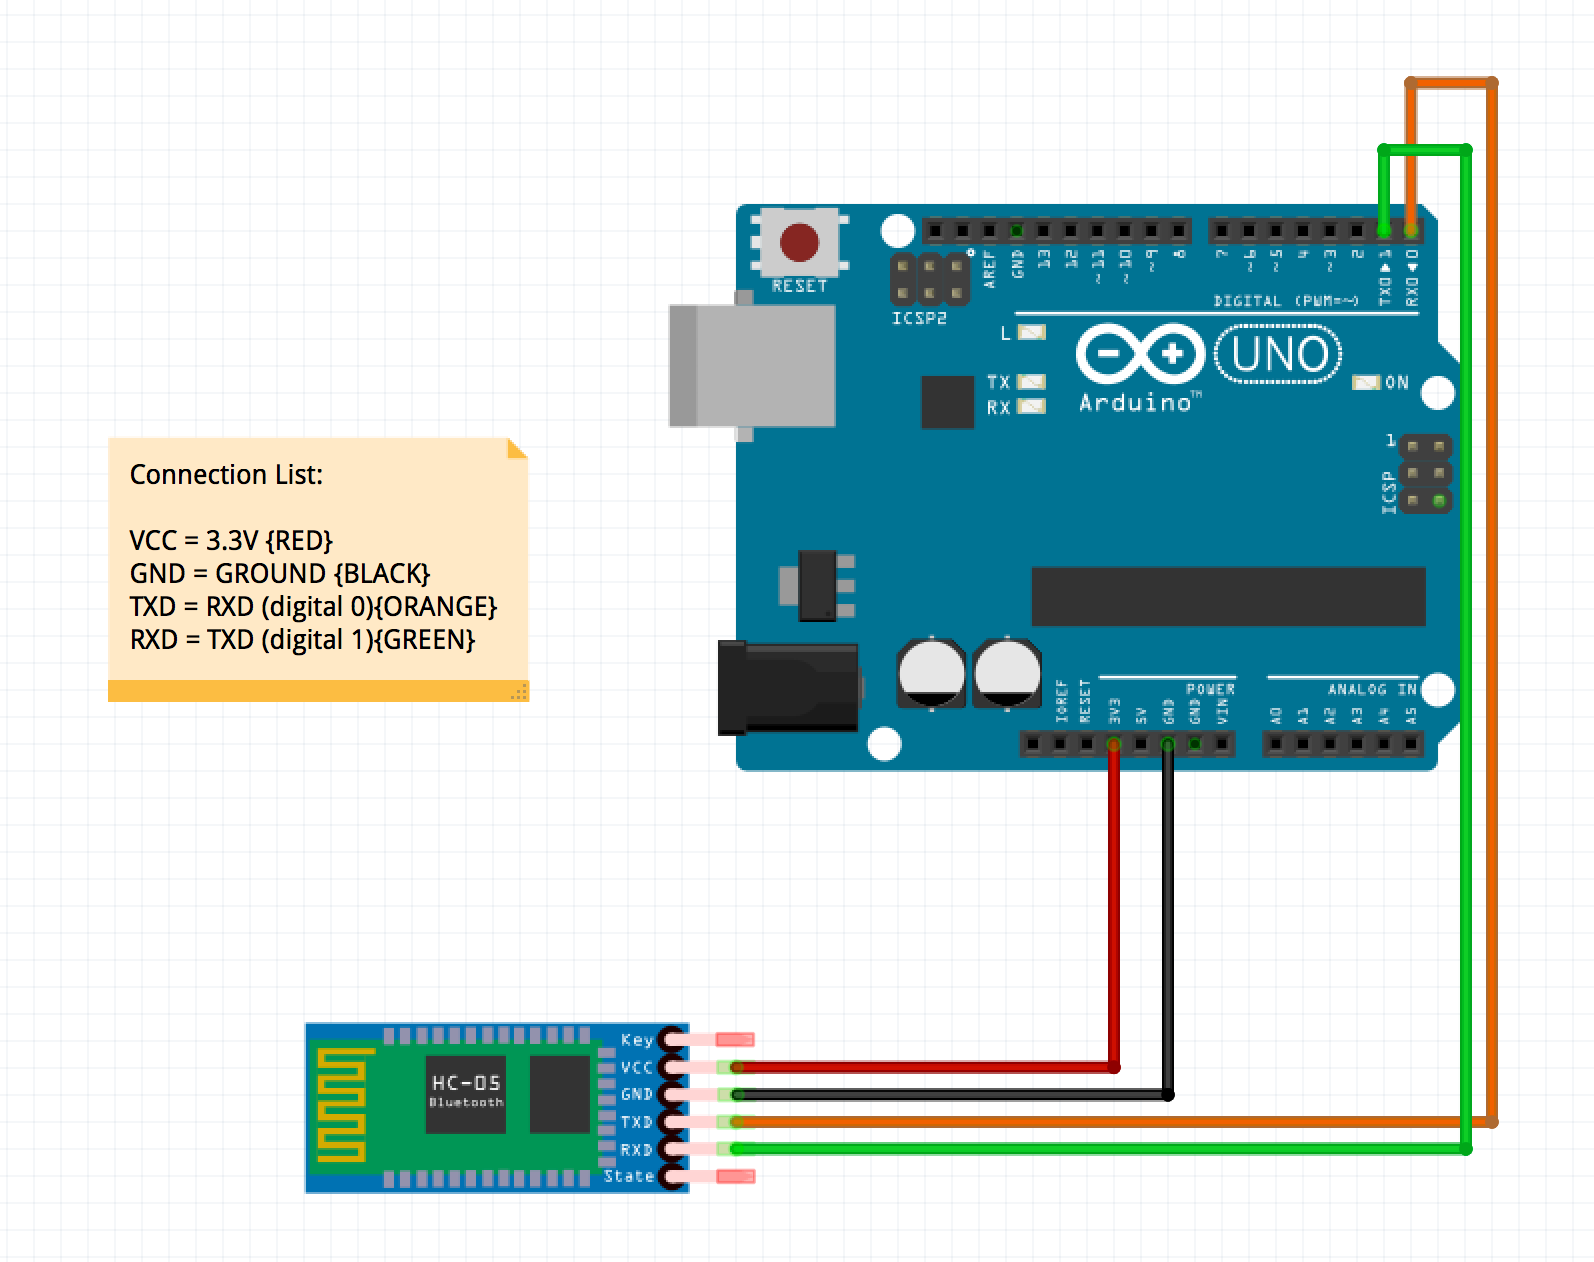 RESET
ICSP2
AREF
GND
13
12
~11
~10
~9
8
7
~6
~5
4
~3
2
TX0▶1
RX0◀0
DIGITAL (PWM=~)
L
TX
RX
Arduino™
UNO
ON
1
ICSP
Connection List:
VCC = 3.3V {RED}
GND = GROUND {BLACK}
TXD = RXD (digital 0){ORANGE}
RXD = TXD (digital 1){GREEN}
IOREF
RESET
3V3
5V
GND
GND
VIN
POWER
ANALOG IN
A0
A1
A2
A3
A4
A5
HC-05
Bluetooth
Key
VCC
GND
TXD
RXD
State